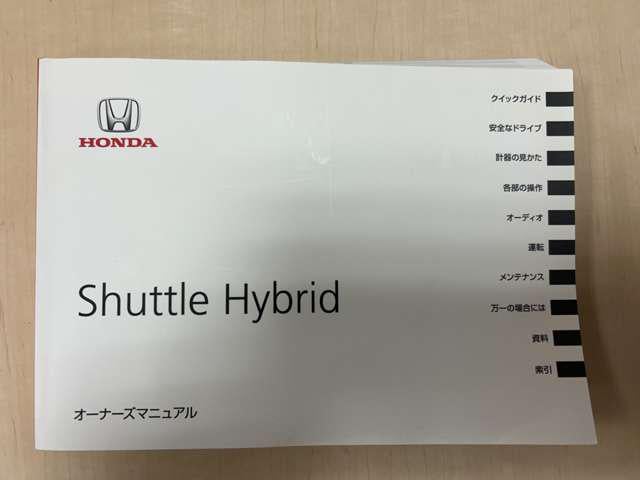 HONDA
Shuttle Hybrid
オーナーズマニュアル
クイックガイド
安全なドライブ
計器の見かた
各部の操作
オーディオ
運転
メンテナンス
万一の場合には
資料
索引